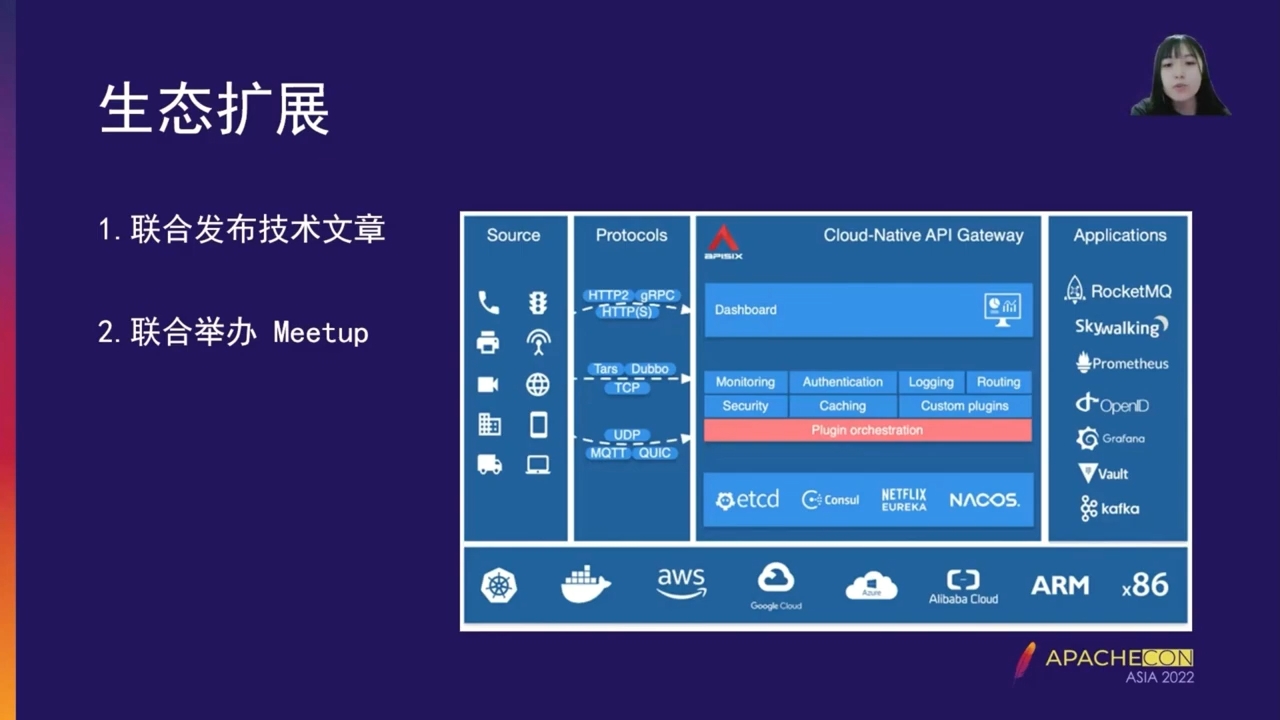 生态扩展
1.联合发布技术文章
2.联合举办 Meetup
Source
Protocols
HTTP2 gRPC
HTTP(S)
Tars Dubbo
TCP
UDP
MQTT QUIC
APISIX
Cloud-Native API Gateway
Dashboard
Monitoring Authentication Logging Routing
Security Caching Custom plugins
Plugin orchestration
etcd Consul NETFLIX EUREKA NACOS.
Applications
RocketMQ
Skywalking
Prometheus
OpenID
Grafana
Vault
kafka
aws Google Cloud Azure Alibaba Cloud ARM x86
APACHECON
ASIA 2022